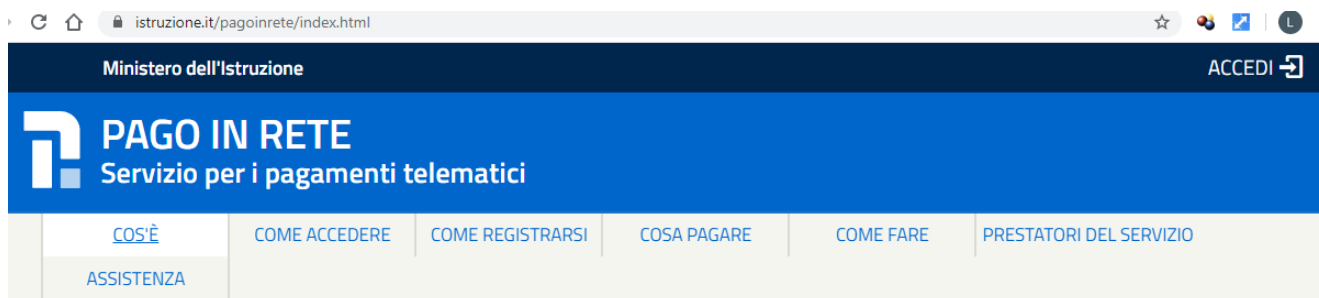 istruzione.it/pagoinrete/index.html
L
Ministero dell'Istruzione
ACCEDI
PAGO IN RETE
Servizio per i pagamenti telematici
COS'È COME ACCEDERE COME REGISTRARSI COSA PAGARE COME FARE PRESTATORI DEL SERVIZIO
ASSISTENZA